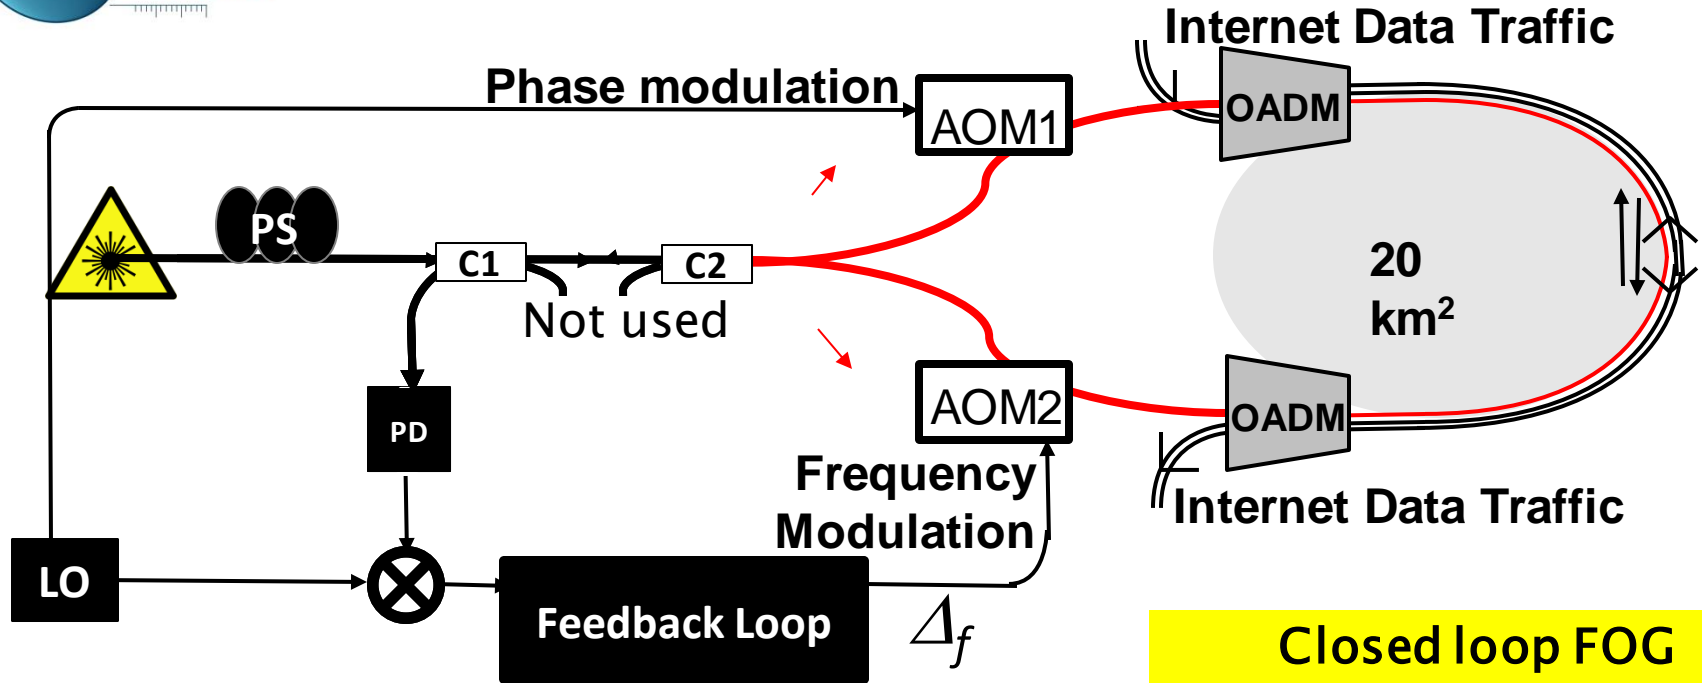 Internet Data Traffic
Phase modulation
AOM1
OADM
PS
C1
C2
Not used
20
km²
PD
AOM2
OADM
Frequency
Modulation
Internet Data Traffic
LO
Feedback Loop
Δf
Closed loop FOG